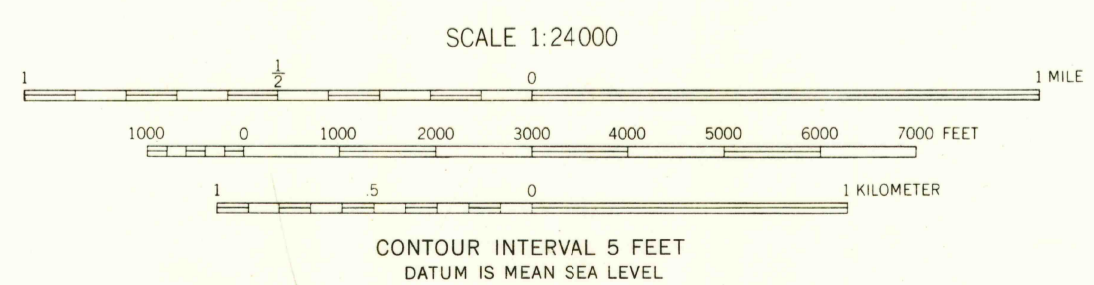 SCALE 1:24000
1 1/2 0 1 MILE
1000 0 1000 2000 3000 4000 5000 6000 7000 FEET
1 .5 0 1 KILOMETER
CONTOUR INTERVAL 5 FEET
DATUM IS MEAN SEA LEVEL